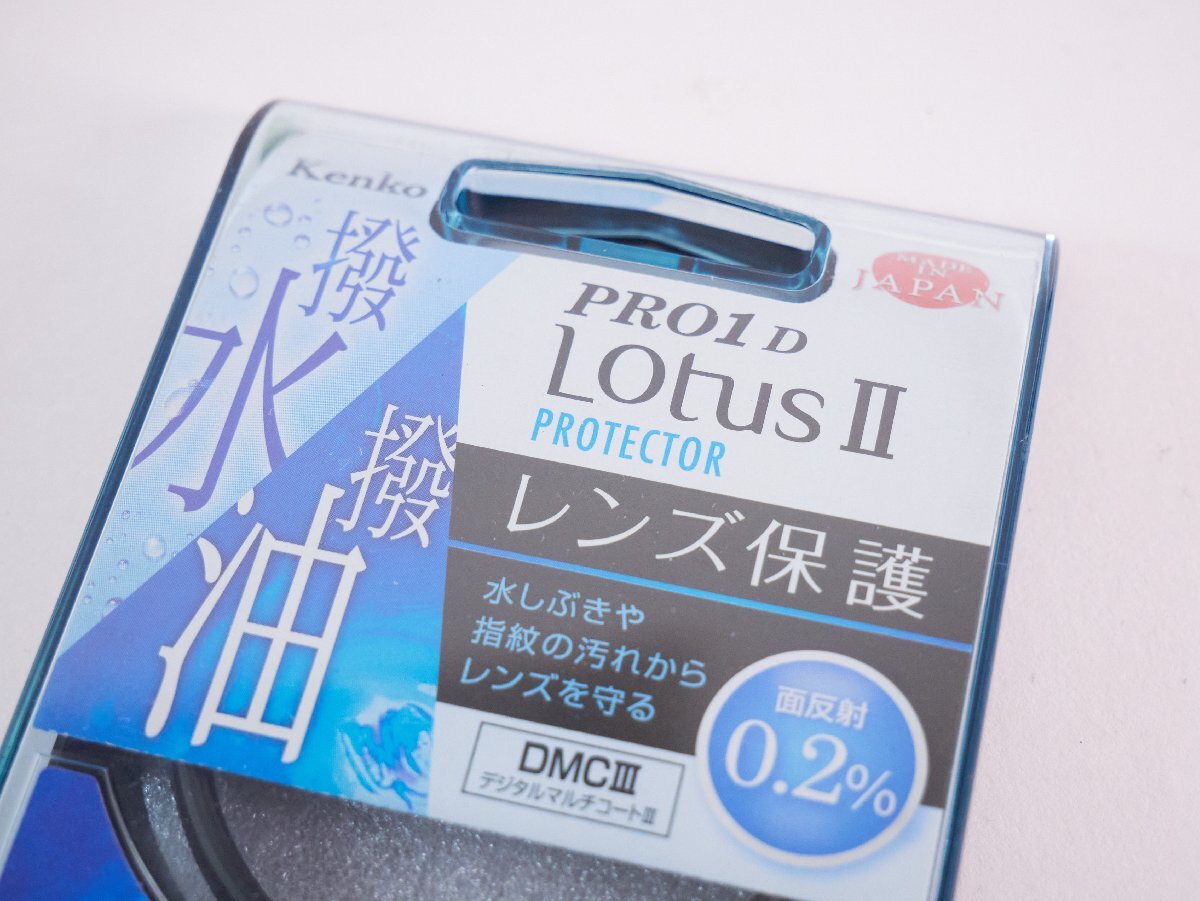 Kenko
撥水
撥油
MADE
IN
JAPAN
PRO1D
Lotus II
PROTECTOR
レンズ保護
水しぶきや
指紋の汚れから
レンズを守る
面反射
0.2%
DMCIII
デジタルマルチコートIII